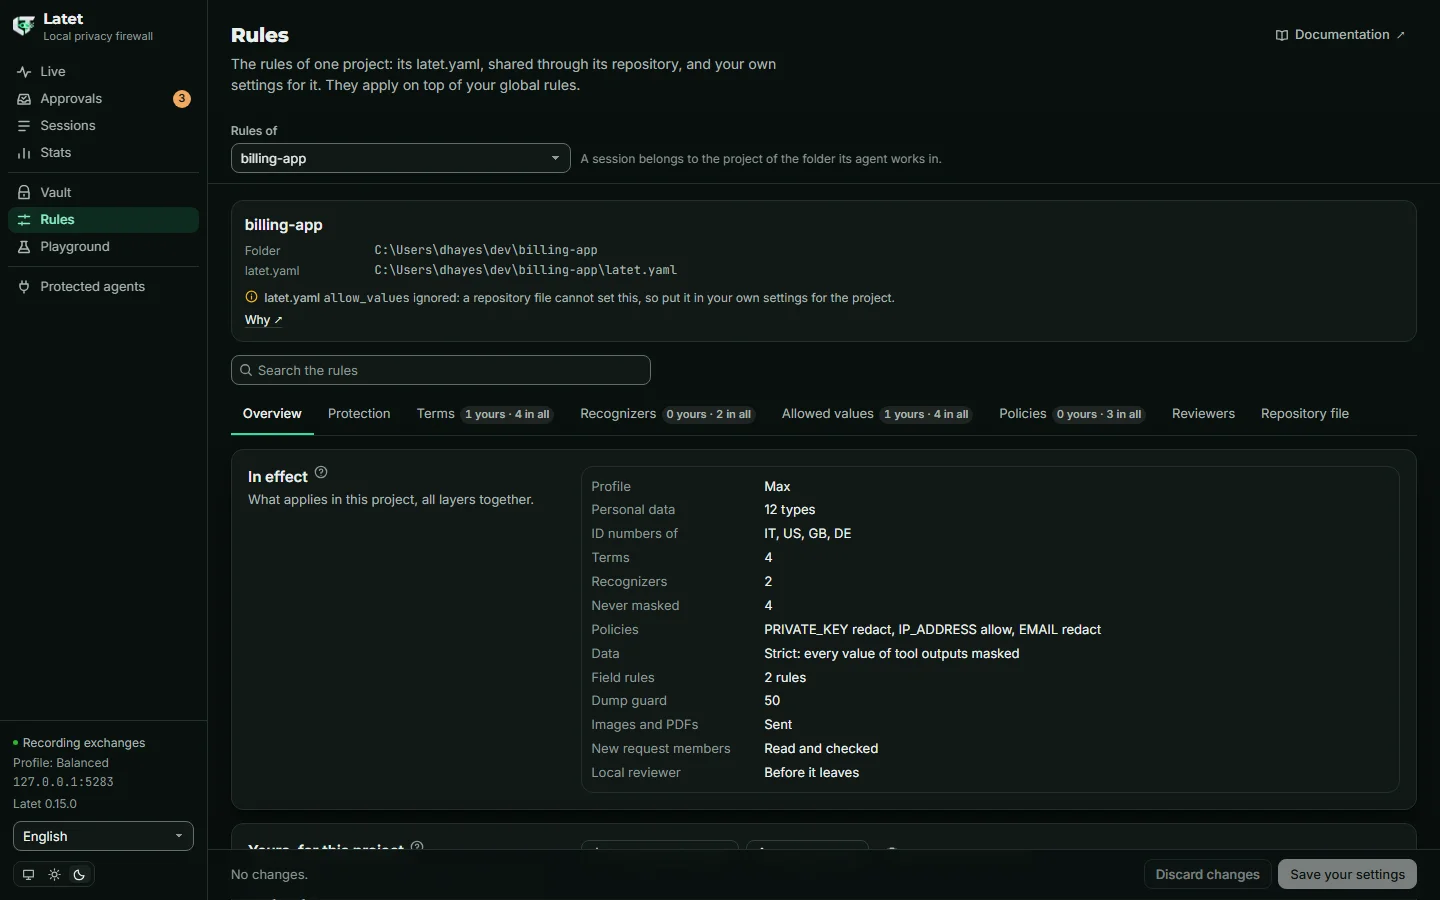 Latet
Local privacy firewall
Live
Approvals 3
Sessions
Stats
Vault
Rules
Playground
Protected agents
Recording exchanges
Profile: Balanced
127.0.0.1:5283
Latet 0.15.0
English
Rules
Documentation ↗
The rules of one project: its latet.yaml, shared through its repository, and your own
settings for it. They apply on top of your global rules.
Rules of
billing-app
A session belongs to the project of the folder its agent works in.
billing-app
Folder C:\Users\dhayes\dev\billing-app
latet.yaml C:\Users\dhayes\dev\billing-app\latet.yaml
latet.yaml allow_values ignored: a repository file cannot set this, so put it in your own settings for the project.
Why ↗
Search the rules
Overview Protection Terms 1 yours · 4 in all Recognizers 0 yours · 2 in all Allowed values 1 yours · 4 in all Policies 0 yours · 3 in all Reviewers Repository file
In effect
What applies in this project, all layers together.
Profile Max
Personal data 12 types
ID numbers of IT, US, GB, DE
Terms 4
Recognizers 2
Never masked 4
Policies PRIVATE_KEY redact, IP_ADDRESS allow, EMAIL redact
Data Strict: every value of tool outputs masked
Field rules 2 rules
Dump guard 50
Images and PDFs Sent
New request members Read and checked
Local reviewer Before it leaves
Yours, for this project
No changes.
Discard changes
Save your settings